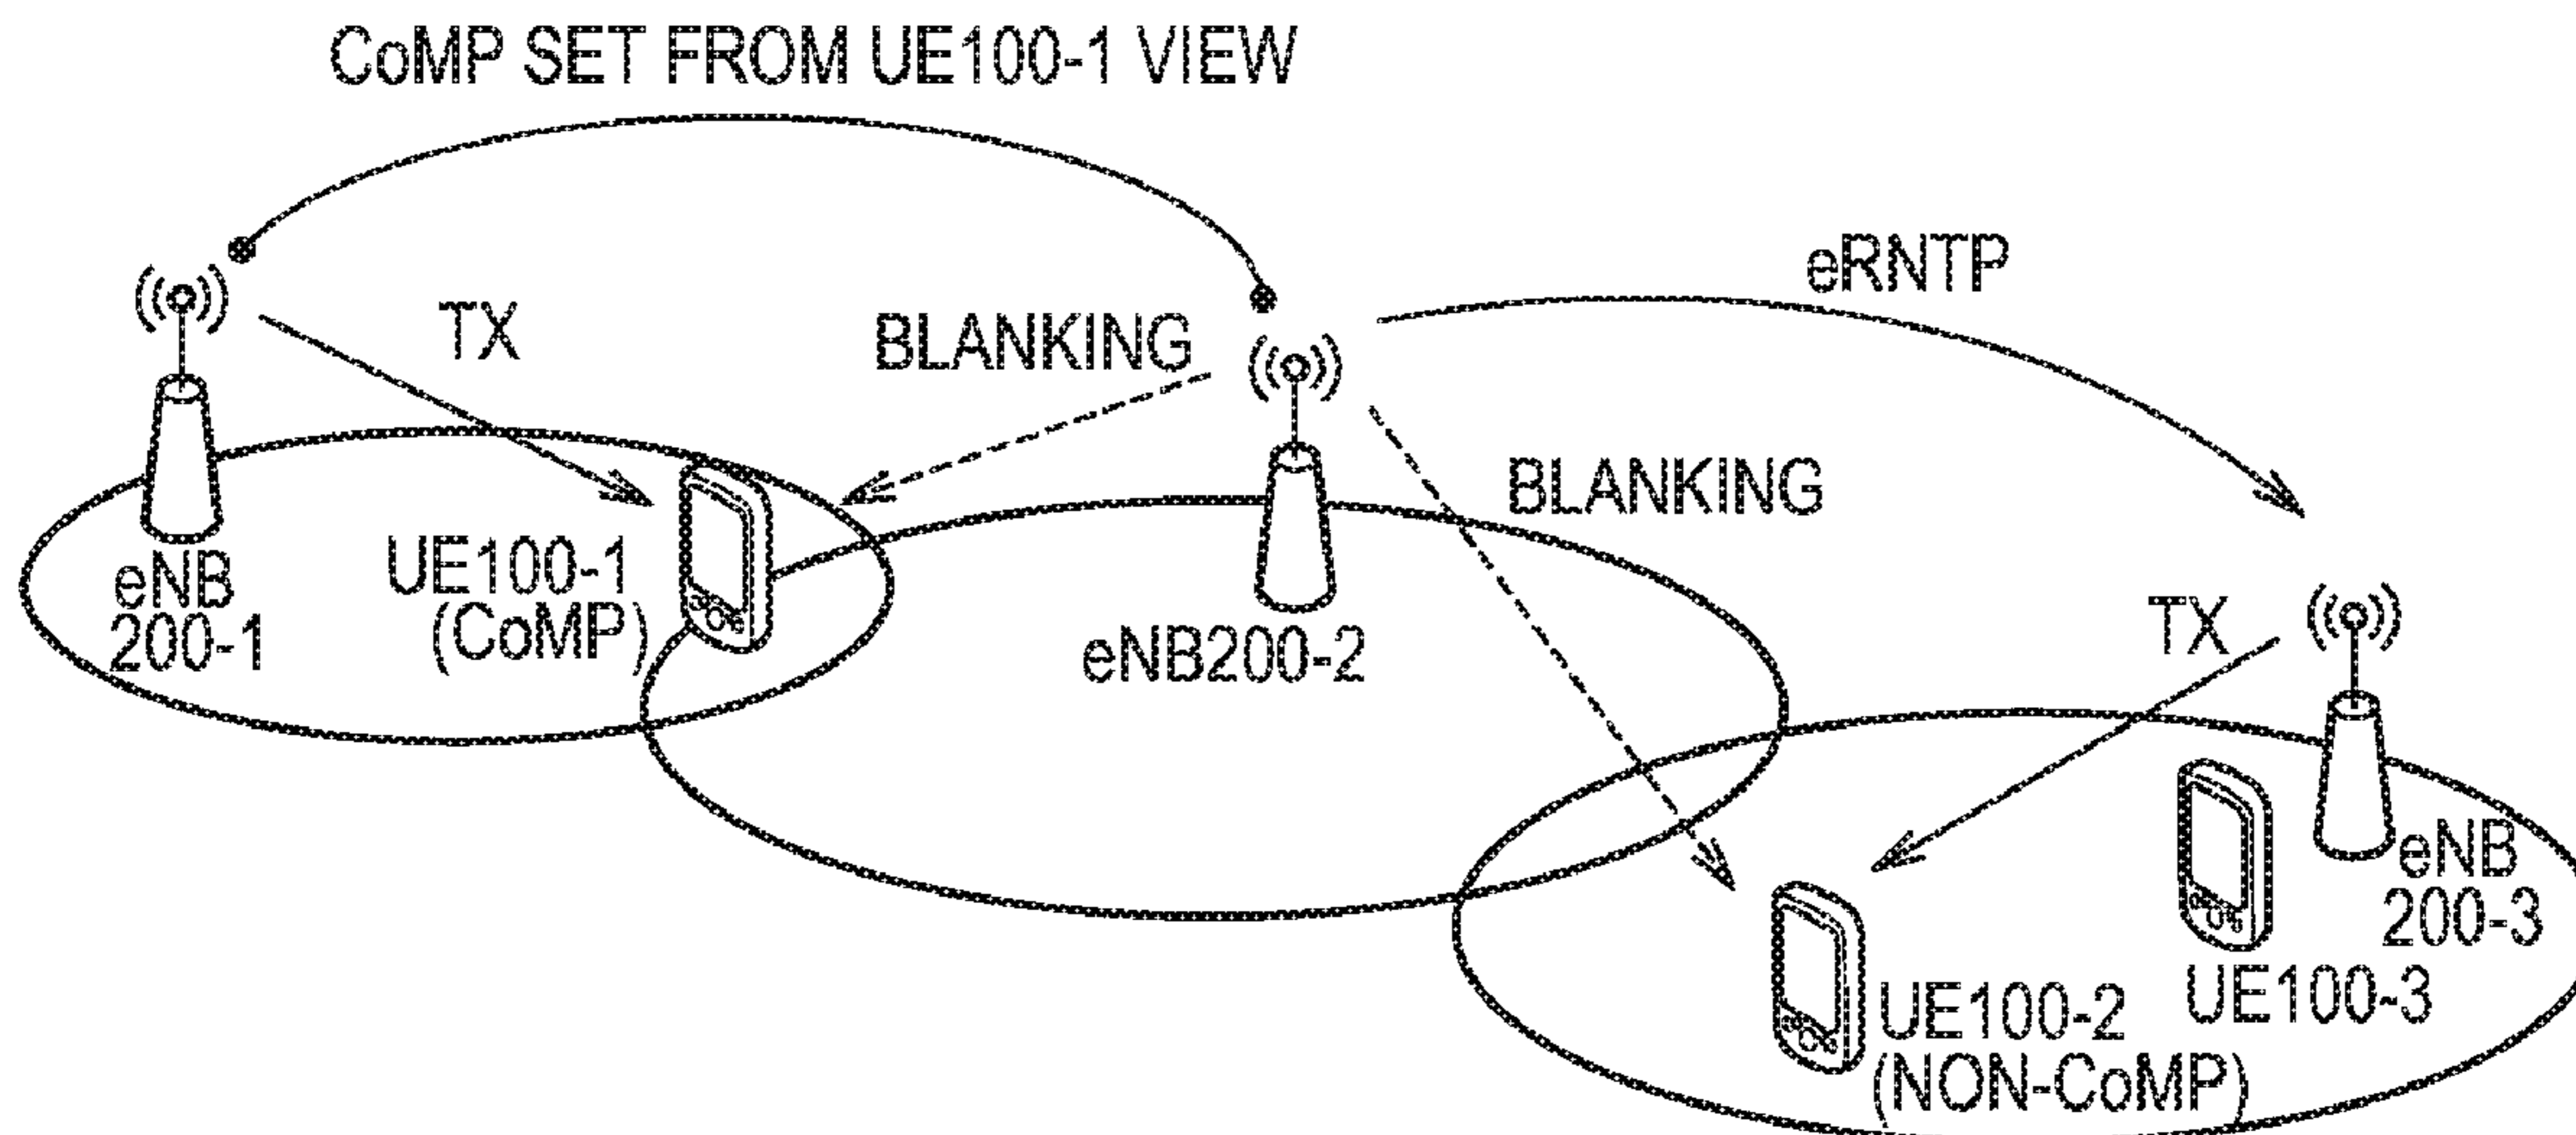 CoMP SET FROM UE100-1 VIEW
eRNTP
TX
BLANKING
BLANKING
eNB
200-1
UE100-1
(CoMP)
eNB200-2
TX
eNB
200-3
UE100-3
UE100-2
(NON-CoMP)